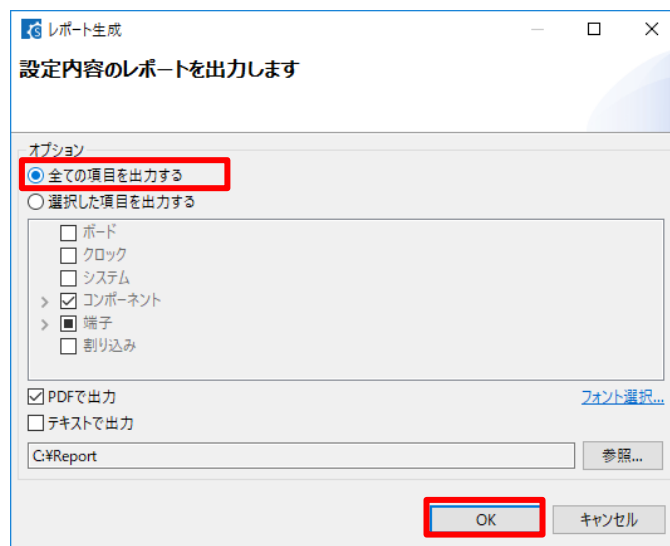 レポート生成
設定内容のレポートを出力します
オプション
全ての項目を出力する
選択した項目を出力する
ボード
クロック
システム
コンポーネント
端子
割り込み
PDFで出力
フォント選択...
テキストで出力
C:¥Report
参照...
OK
キャンセル